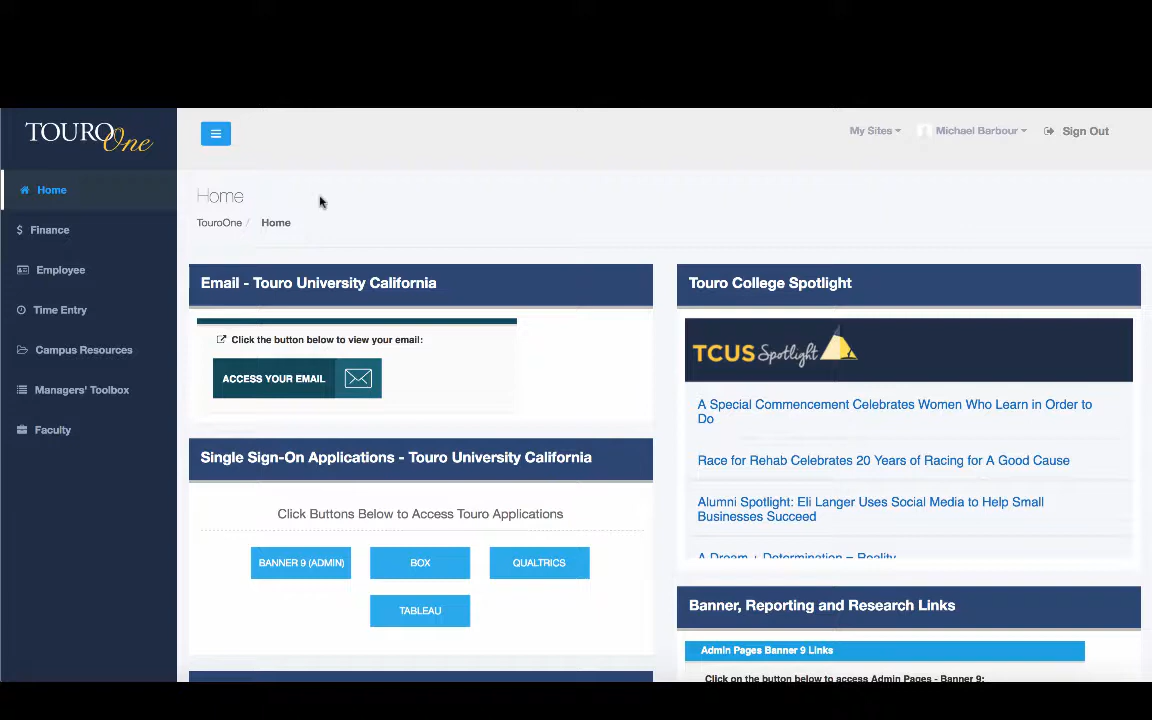 TOURO One
My Sites
Michael Barbour
Sign Out
Home
Finance
Employee
Time Entry
Campus Resources
Managers' Toolbox
Faculty
Home
TouroOne /
Home
Email - Touro University California
Click the button below to view your email:
ACCESS YOUR EMAIL
Single Sign-On Applications - Touro University California
Click Buttons Below to Access Touro Applications
BANNER 9 (ADMIN)
BOX
QUALTRICS
TABLEAU
Touro College Spotlight
TCUS Spotlight
A Special Commencement Celebrates Women Who Learn in Order to
Do
Race for Rehab Celebrates 20 Years of Racing for A Good Cause
Alumni Spotlight: Eli Langer Uses Social Media to Help Small
Businesses Succeed
A Dream + Determination = Reality
Banner, Reporting and Research Links
Admin Pages Banner 9 Links
Click on the button below to access Admin Pages - Banner 9: